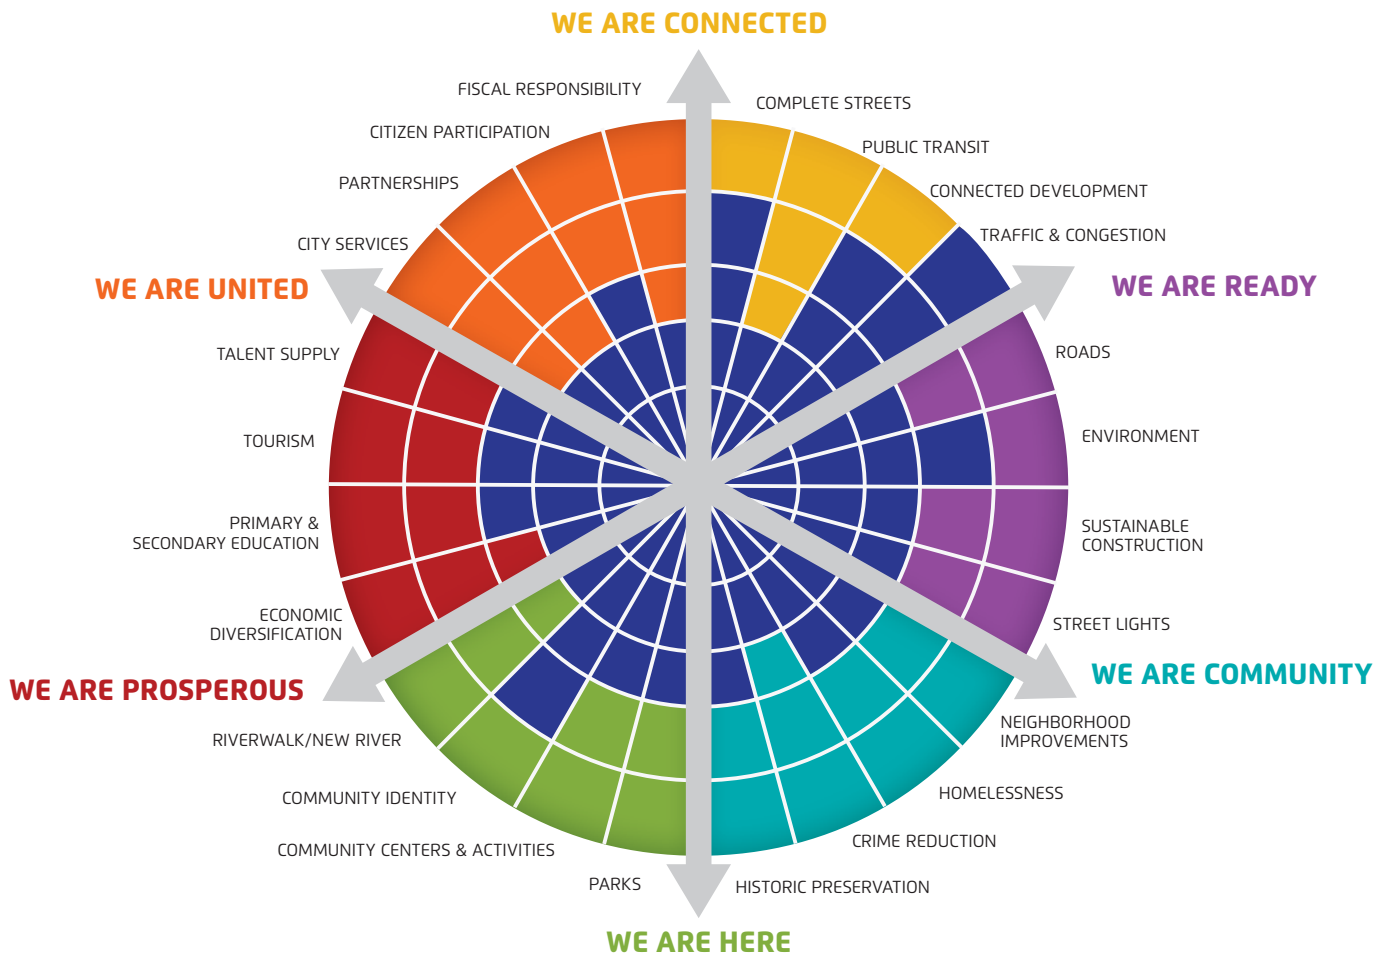 WE ARE CONNECTED
FISCAL RESPONSIBILITY
COMPLETE STREETS
CITIZEN PARTICIPATION
PUBLIC TRANSIT
PARTNERSHIPS
CONNECTED DEVELOPMENT
CITY SERVICES
TRAFFIC & CONGESTION
WE ARE UNITED
WE ARE READY
TALENT SUPPLY
ROADS
TOURISM
ENVIRONMENT
PRIMARY &
SECONDARY EDUCATION
SUSTAINABLE
CONSTRUCTION
ECONOMIC
DIVERSIFICATION
STREET LIGHTS
WE ARE PROSPEROUS
WE ARE COMMUNITY
RIVERWALK/NEW RIVER
NEIGHBORHOOD
IMPROVEMENTS
COMMUNITY IDENTITY
HOMELESSNESS
COMMUNITY CENTERS & ACTIVITIES
CRIME REDUCTION
PARKS
HISTORIC PRESERVATION
WE ARE HERE